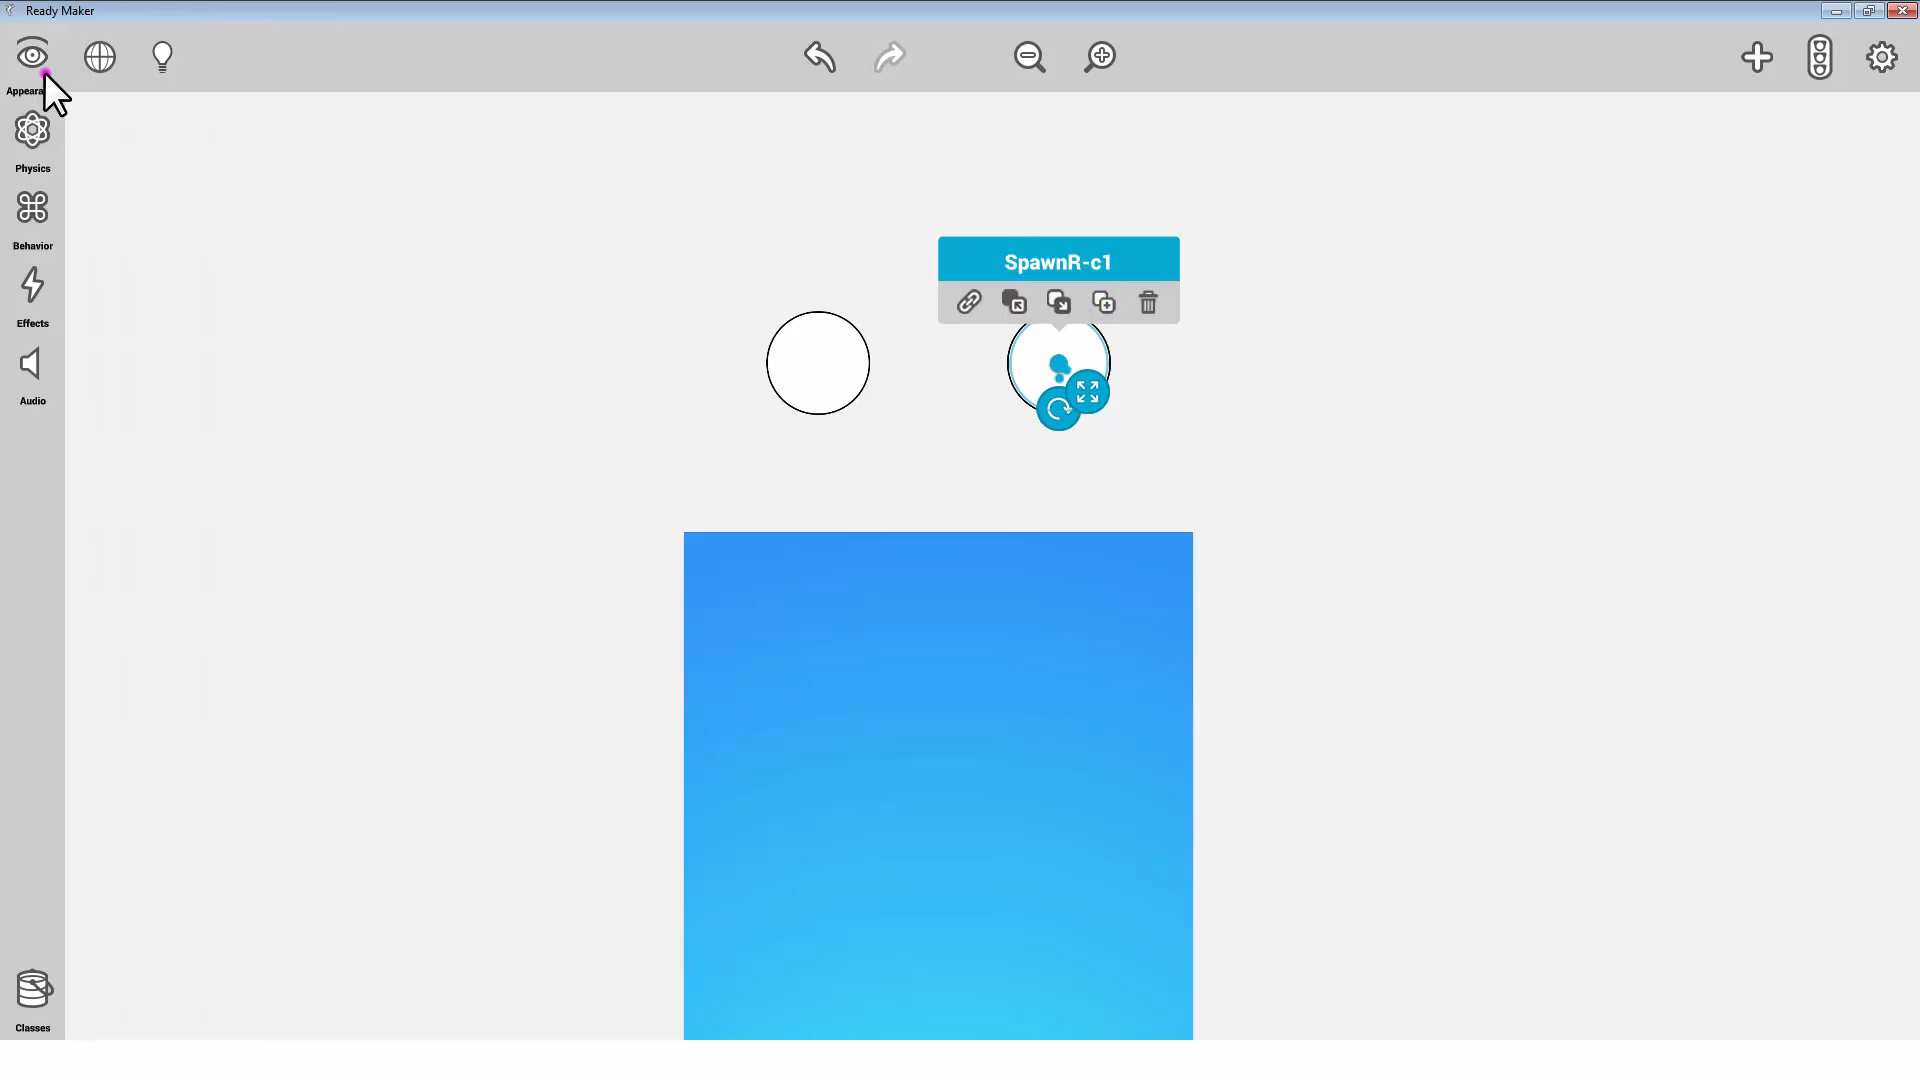 Ready Maker
Appeara
SpawnR-c1
Physics
Behavior
Effects
Audio
Classes